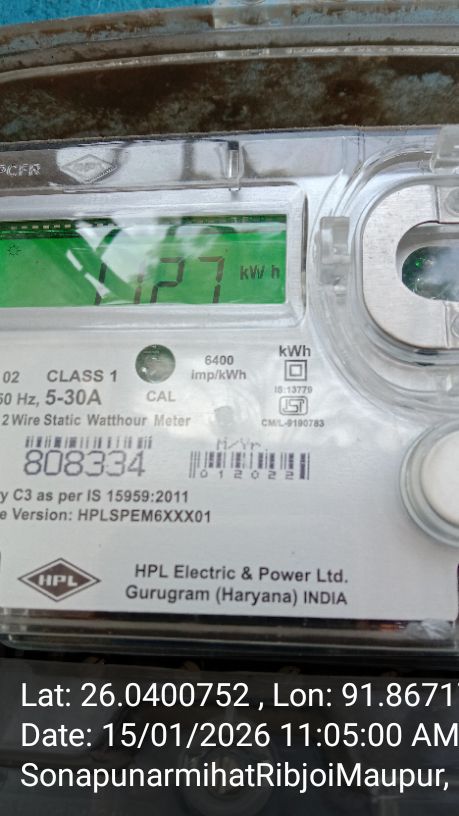 HPL
1127 kWh
6400
imp/kWh
kWh
02 CLASS 1
CAL
IS:13779
50 Hz, 5-30A
ISI
CM/L-9190783
2 Wire Static Watthour Meter
M/Yr
808334
012022
y C3 as per IS 15959:2011
e Version: HPLSPEM6XXX01
HPL
HPL Electric & Power Ltd.
Gurugram (Haryana) INDIA
Lat: 26.0400752 , Lon: 91.8671
Date: 15/01/2026 11:05:00 AM
SonapunarmihatRibjoiMaupur,